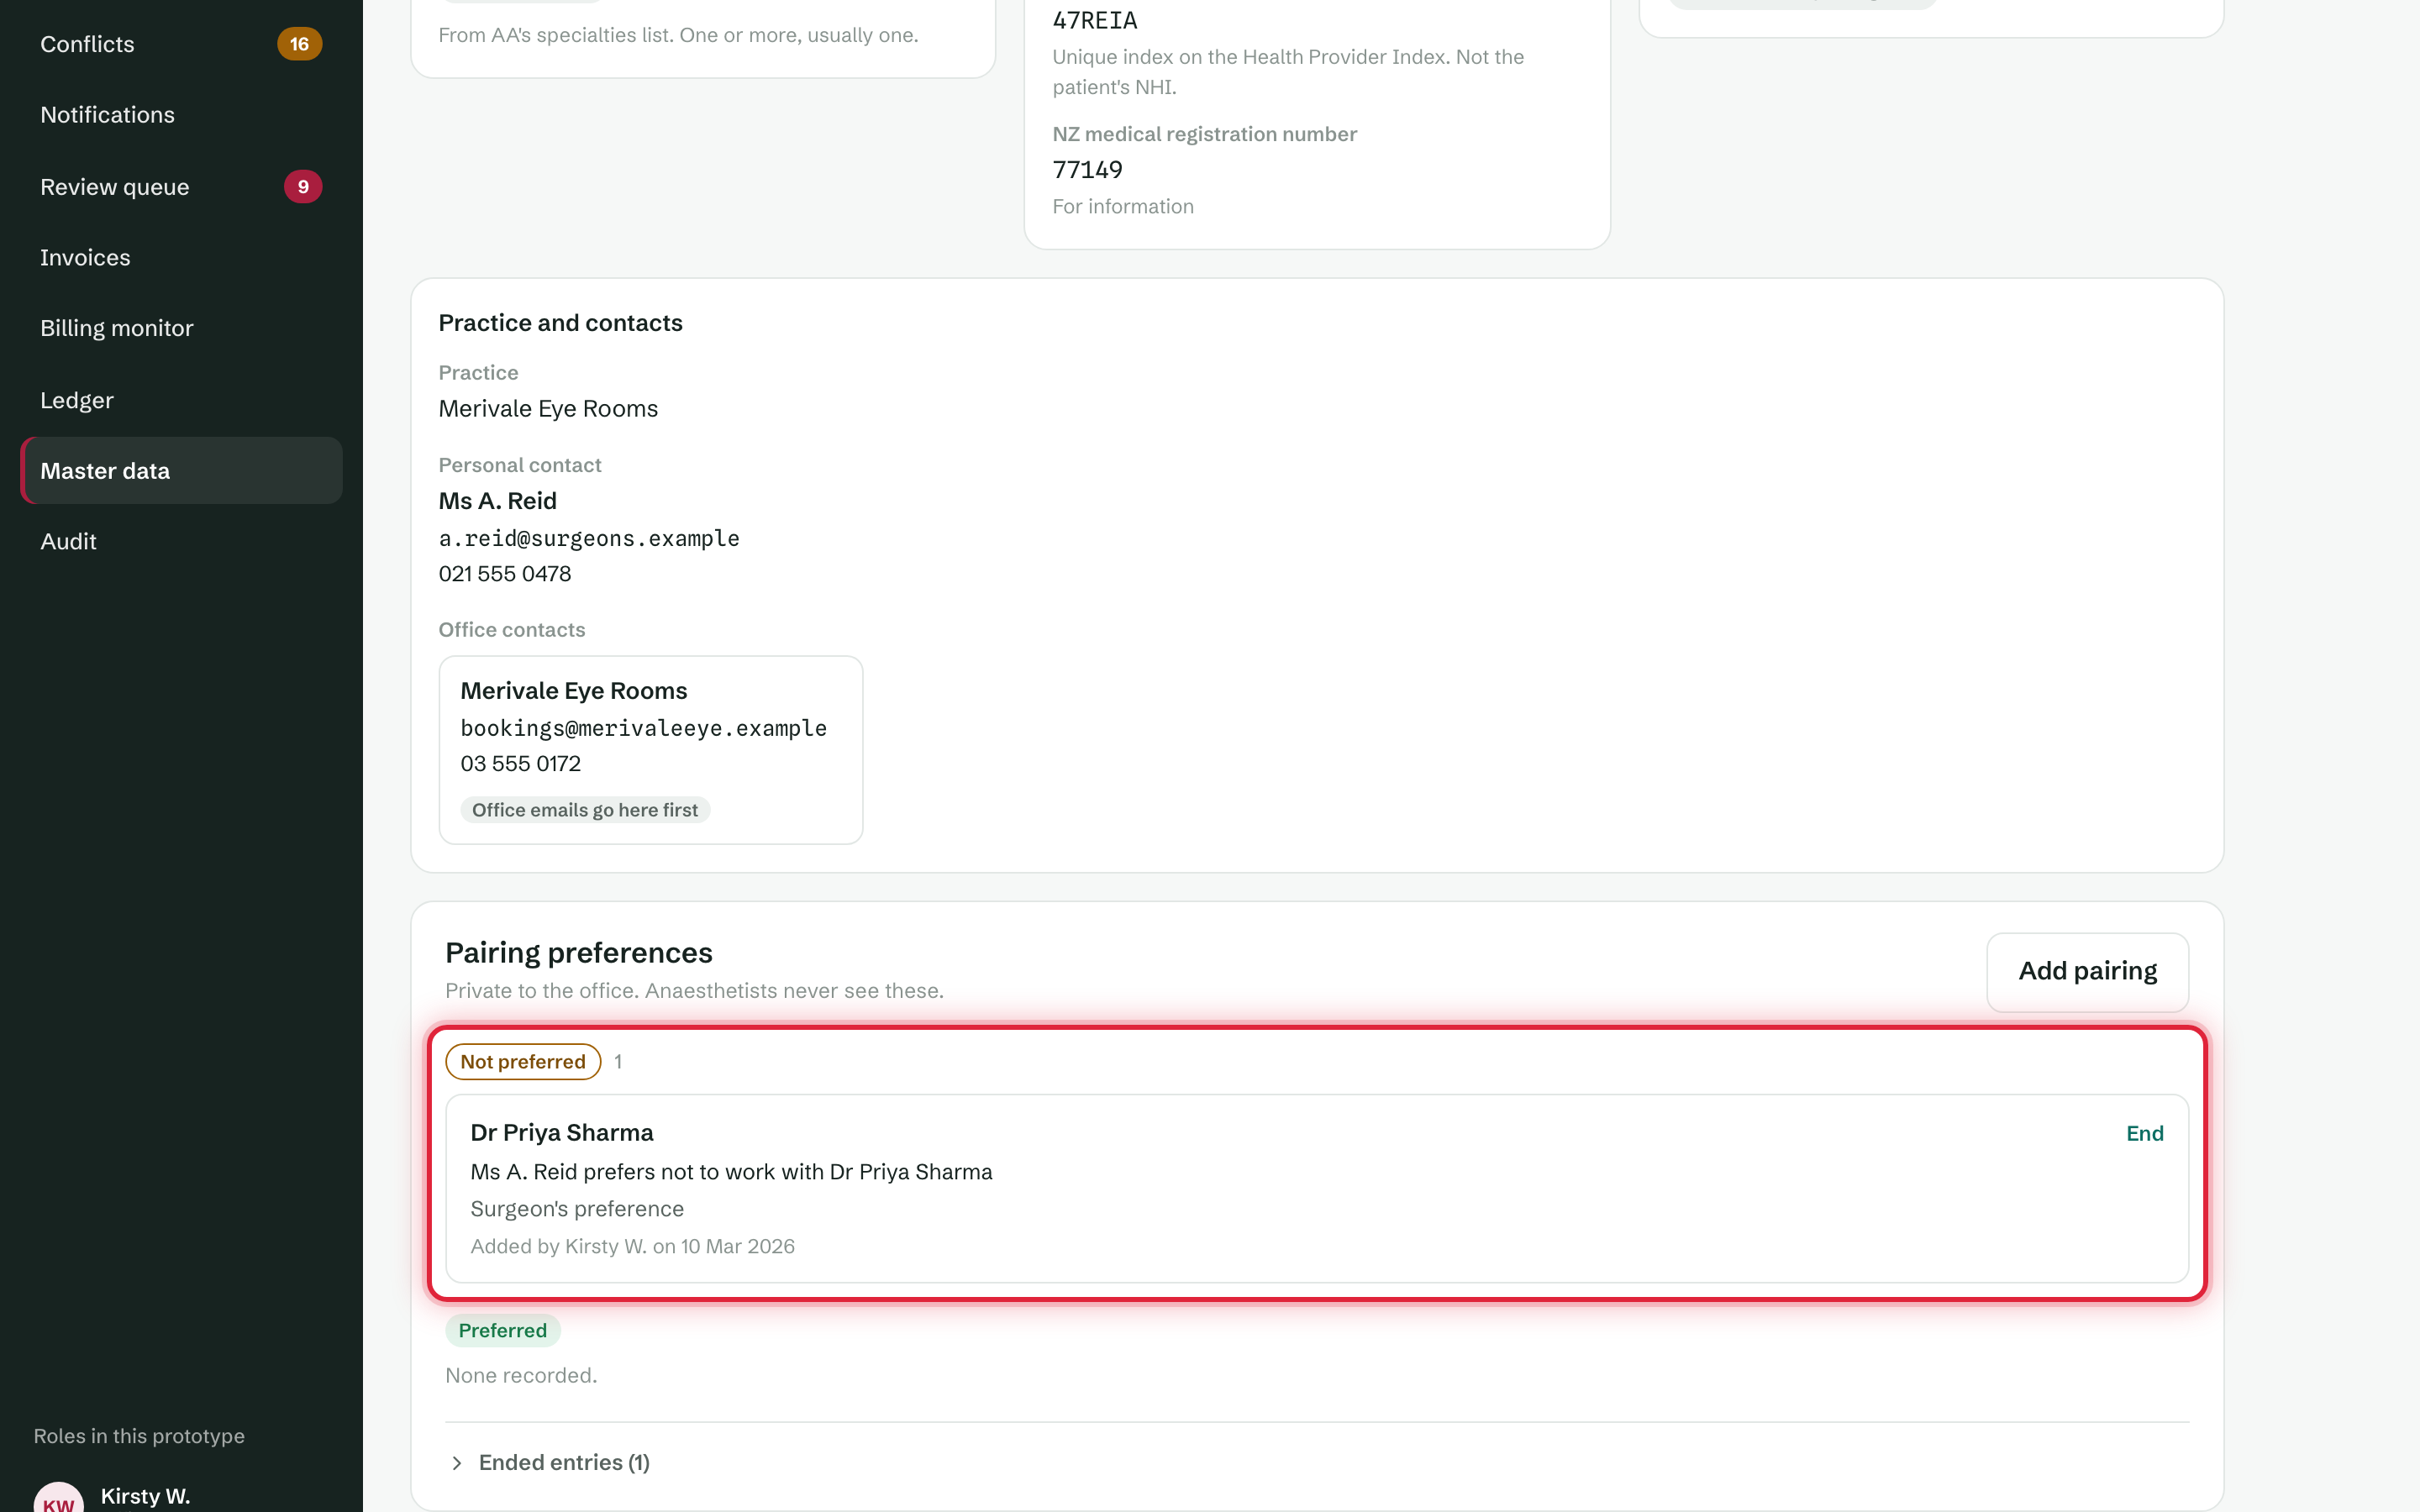 Conflicts 16
Notifications
Review queue 9
Invoices
Billing monitor
Ledger
Master data
Audit
Roles in this prototype
KW
Kirsty W.
From AA's specialties list. One or more, usually one.
47REIA
Unique index on the Health Provider Index. Not the
patient's NHI.
NZ medical registration number
77149
For information
Practice and contacts
Practice
Merivale Eye Rooms
Personal contact
Ms A. Reid
a.reid@surgeons.example
021 555 0478
Office contacts
Merivale Eye Rooms
bookings@merivaleeye.example
03 555 0172
Office emails go here first
Pairing preferences
Private to the office. Anaesthetists never see these.
Add pairing
Not preferred 1
Dr Priya Sharma
End
Ms A. Reid prefers not to work with Dr Priya Sharma
Surgeon's preference
Added by Kirsty W. on 10 Mar 2026
Preferred
None recorded.
Ended entries (1)